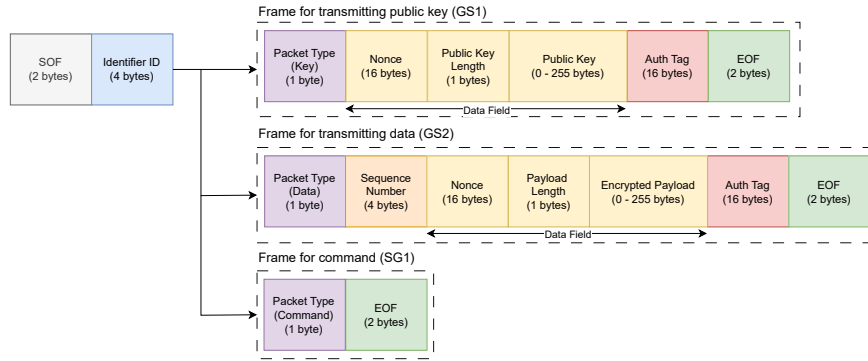 Frame for transmitting public key (GS1)
SOF
(2 bytes)
Identifier ID
(4 bytes)
Packet Type
(Key)
(1 byte)
Nonce
(16 bytes)
Public Key
Length
(1 bytes)
Public Key
(0 - 255 bytes)
Auth Tag
(16 bytes)
EOF
(2 bytes)
Data Field
Frame for transmitting data (GS2)
Packet Type
(Data)
(1 byte)
Sequence
Number
(4 bytes)
Nonce
(16 bytes)
Payload
Length
(1 bytes)
Encrypted Payload
(0 - 255 bytes)
Auth Tag
(16 bytes)
EOF
(2 bytes)
Data Field
Frame for command (SG1)
Packet Type
(Command)
(1 byte)
EOF
(2 bytes)